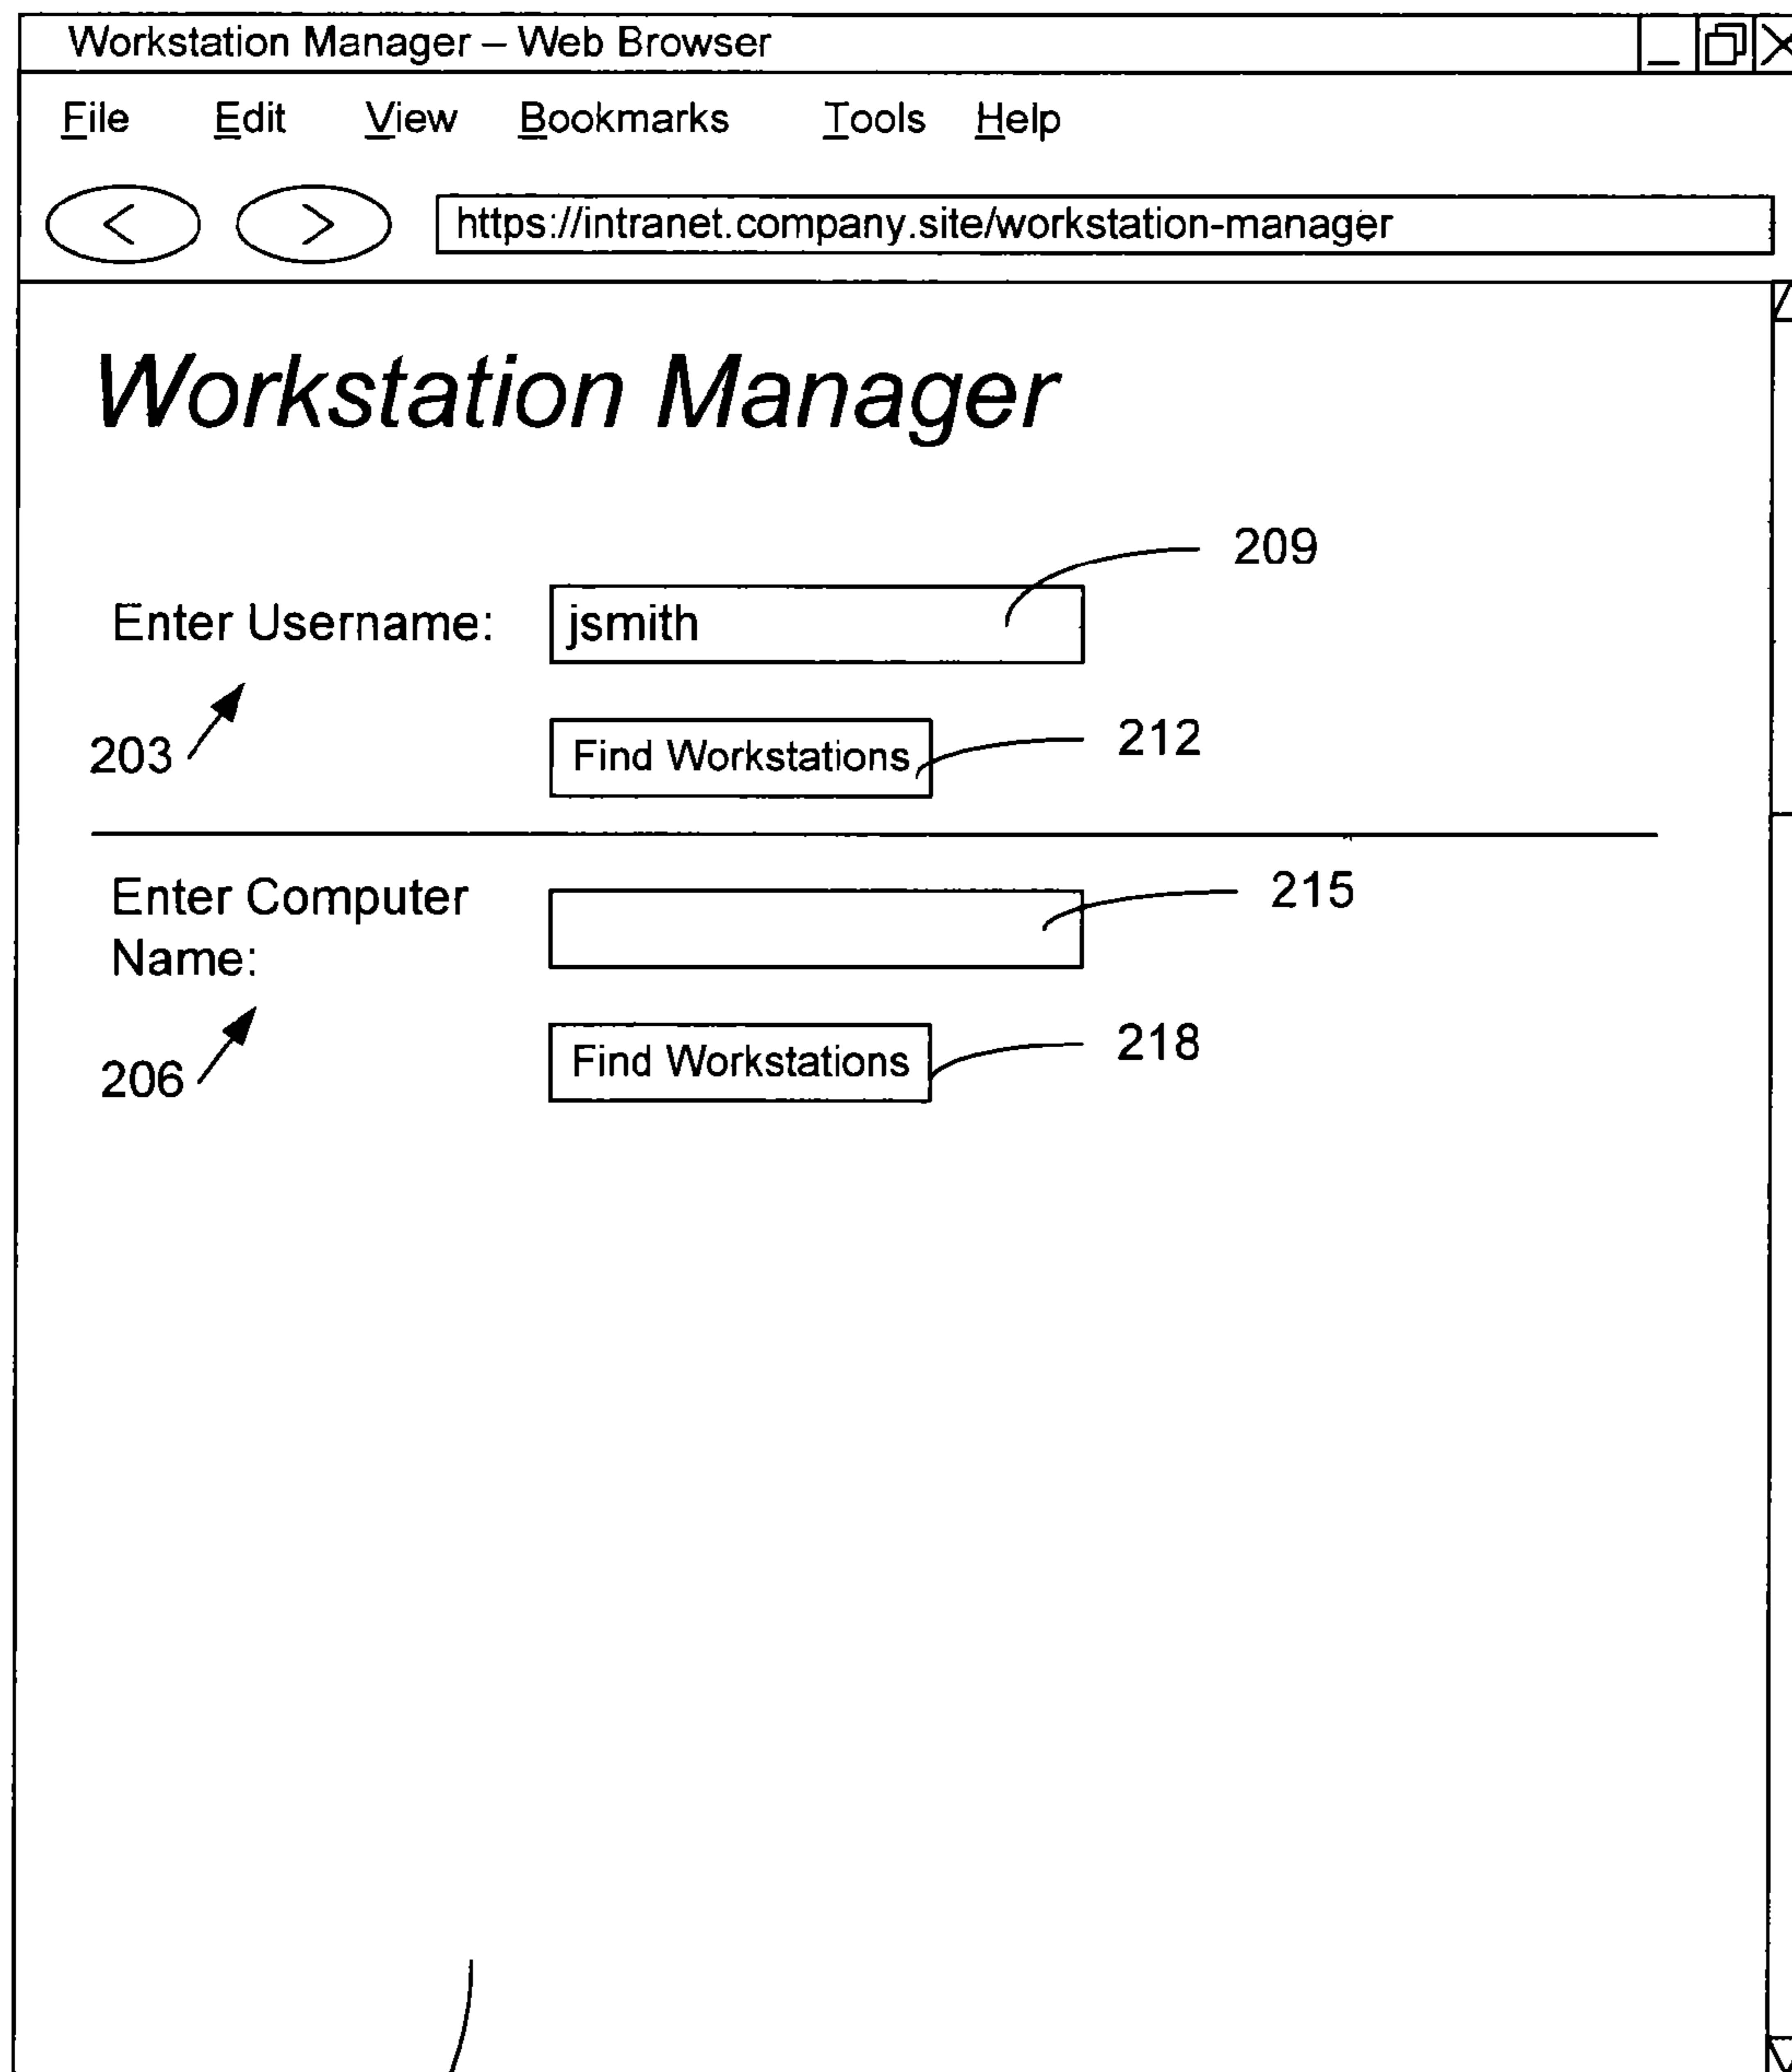 Workstation Manager – Web Browser
File Edit View Bookmarks Tools Help
< > https://intranet.company.site/workstation-manager
Workstation Manager
209
Enter Username: jsmith
203 Find Workstations 212
Enter Computer 215
Name:
206 Find Workstations 218